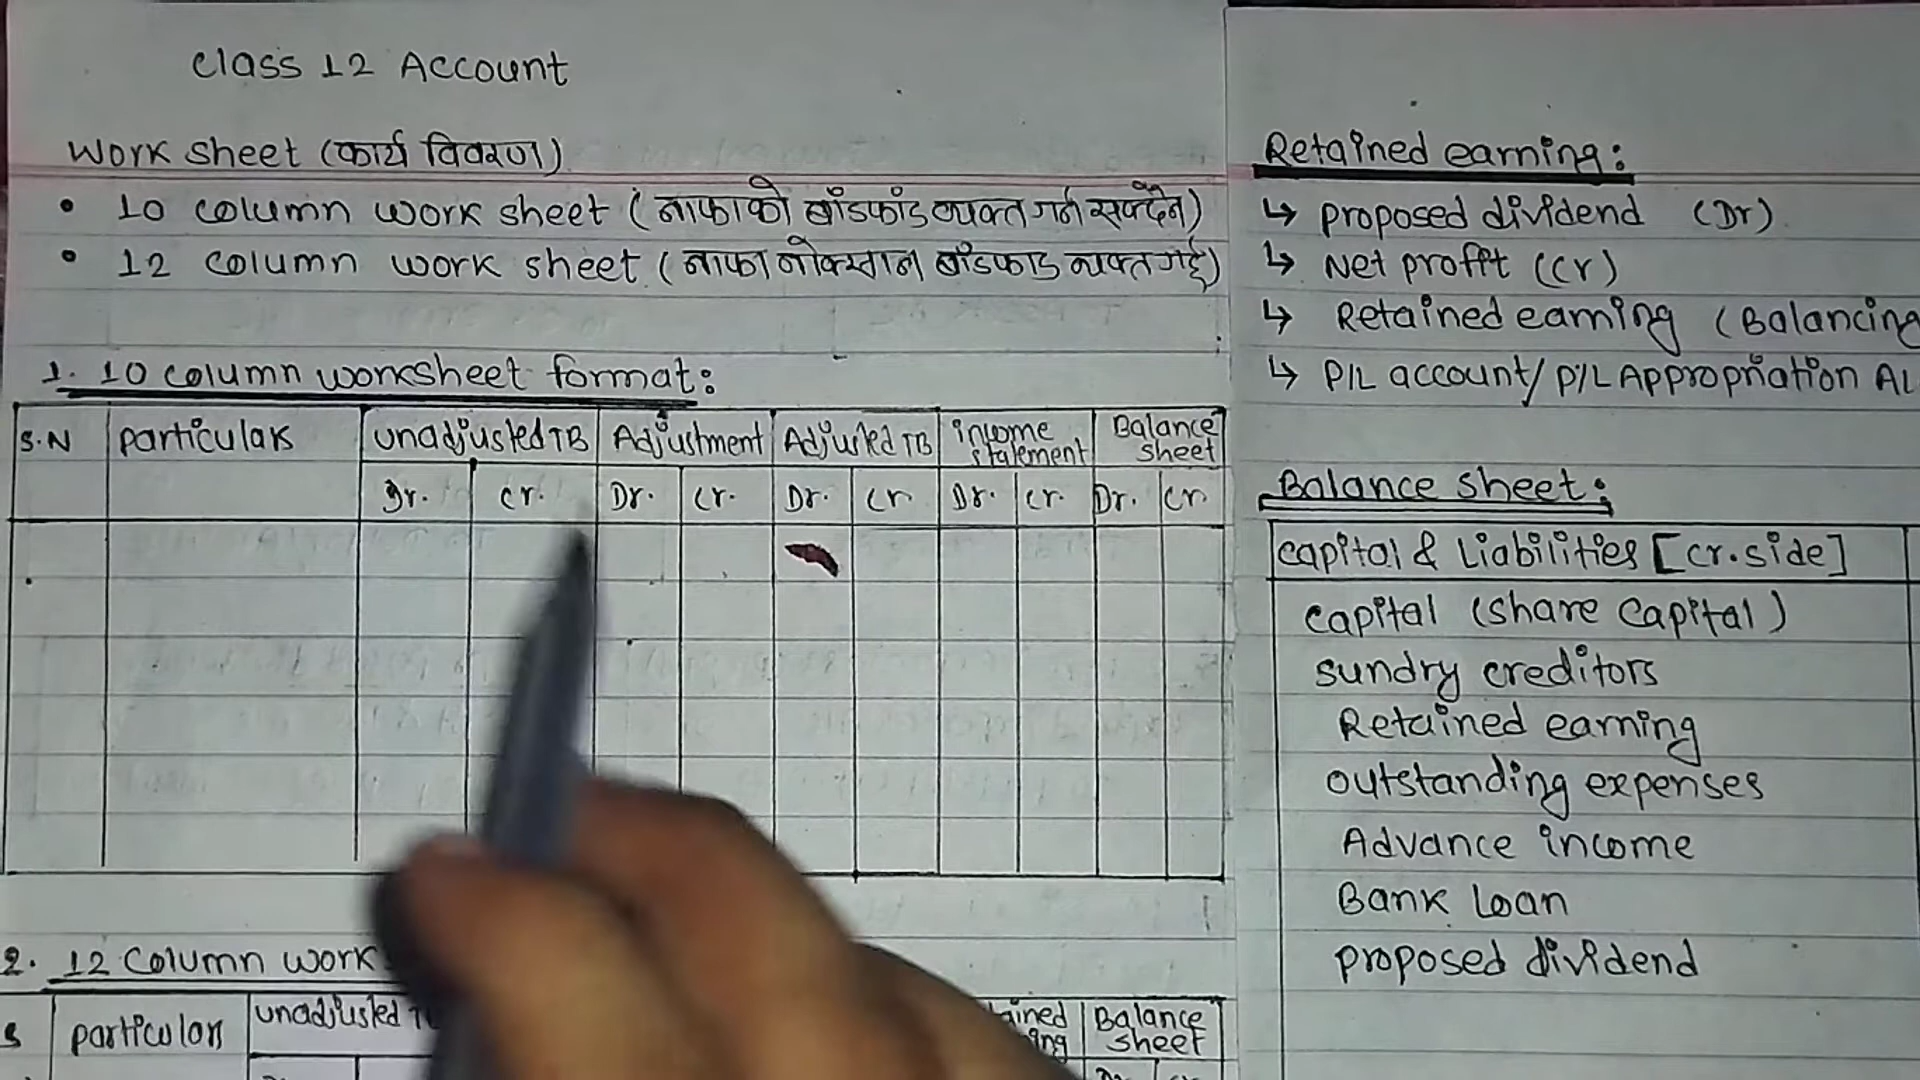 class 12 Account
Work sheet (कार्य विवरण)
• 10 column work sheet (नाफाको बाँडफाँड व्यक्त गर्न सक्दैन)
• 12 column work sheet (नाफा नोक्सान बाँडफाड व्यक्त गर्छ)
1. 10 column worksheet format:
S.N particulars unadjusted TB Adjustment Adjusted TB income statement Balance sheet
Dr. cr. Dr. cr. Dr. cr. Dr. cr. Dr. cr.
2. 12 column work
S particulars unadjusted Balance sheet
Retained earning:
↳ proposed dividend (Dr)
↳ Net profit (cr)
↳ Retained earning (Balancing
↳ P/L account/P/L Appropriation
Balance sheet:
capital & Liabilities [cr.side]
capital (share capital)
sundry creditors
Retained earning
outstanding expenses
Advance income
Bank loan
proposed dividend